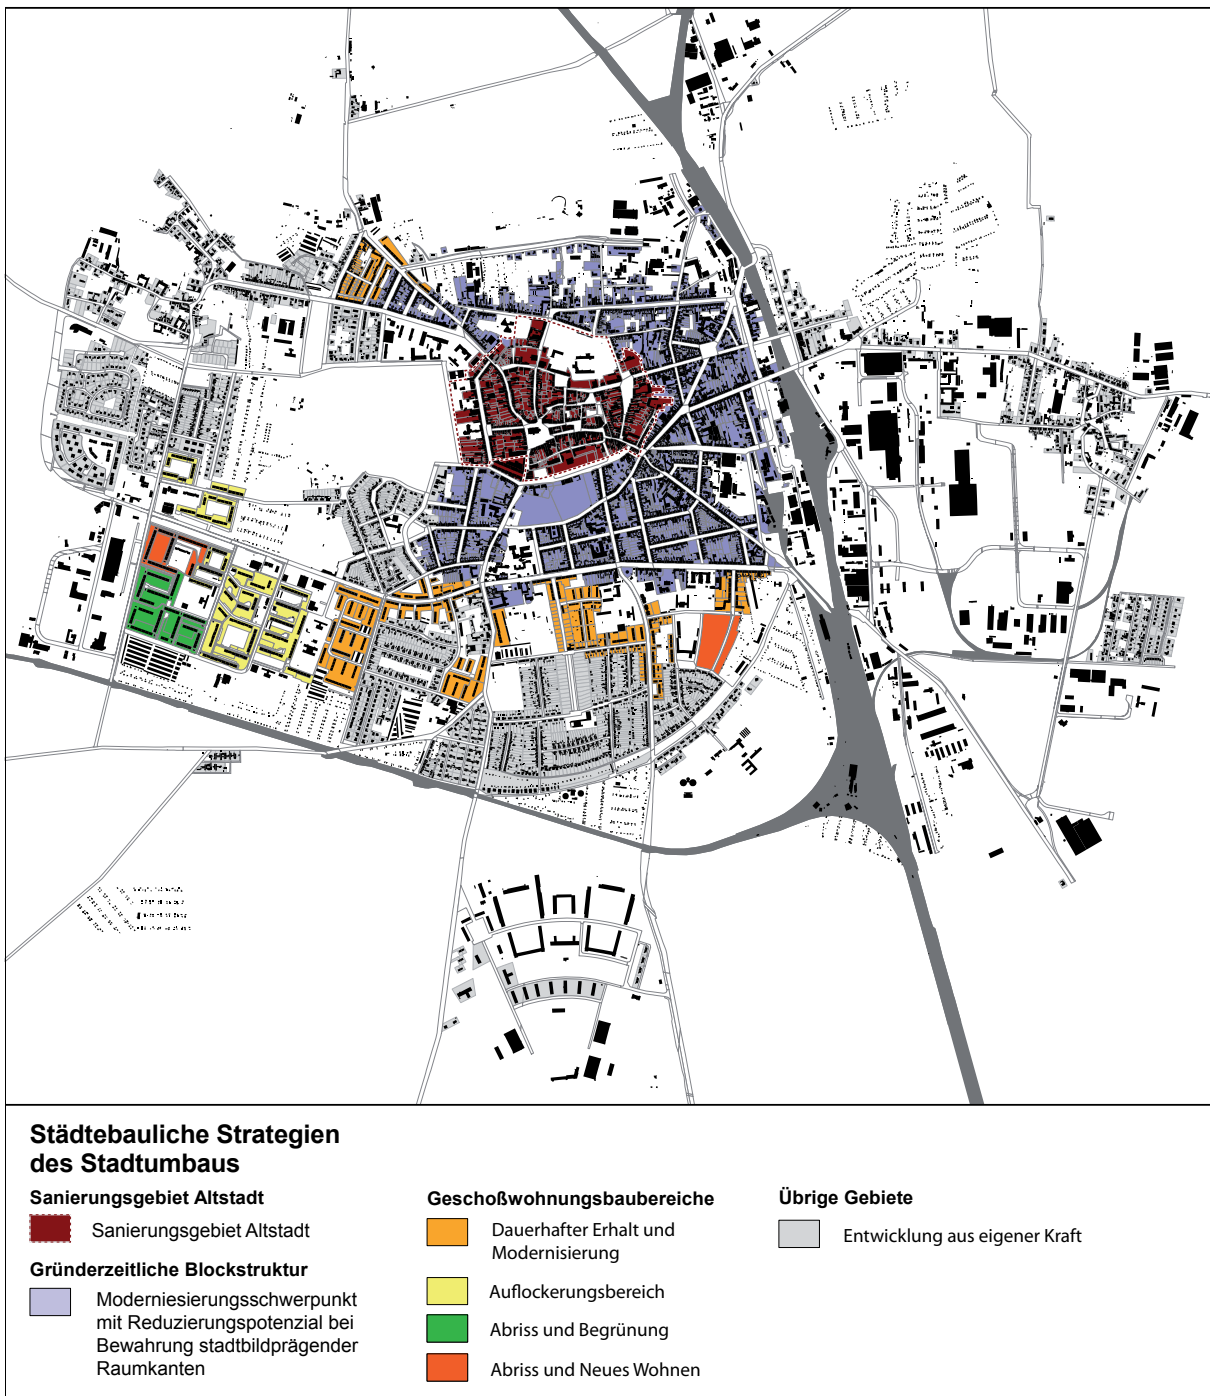 Städtebauliche Strategien
des Stadtumbaus
Sanierungsgebiet Altstadt
Sanierungsgebiet Altstadt
Gründerzeitliche Blockstruktur
Moderniesierungsschwerpunkt
mit Reduzierungspotenzial bei
Bewahrung stadtbildprägender
Raumkanten
Geschoßwohnungsbaubereiche
Dauerhafter Erhalt und
Modernisierung
Auflockerungsbereich
Abriss und Begrünung
Abriss und Neues Wohnen
Übrige Gebiete
Entwicklung aus eigener Kraft